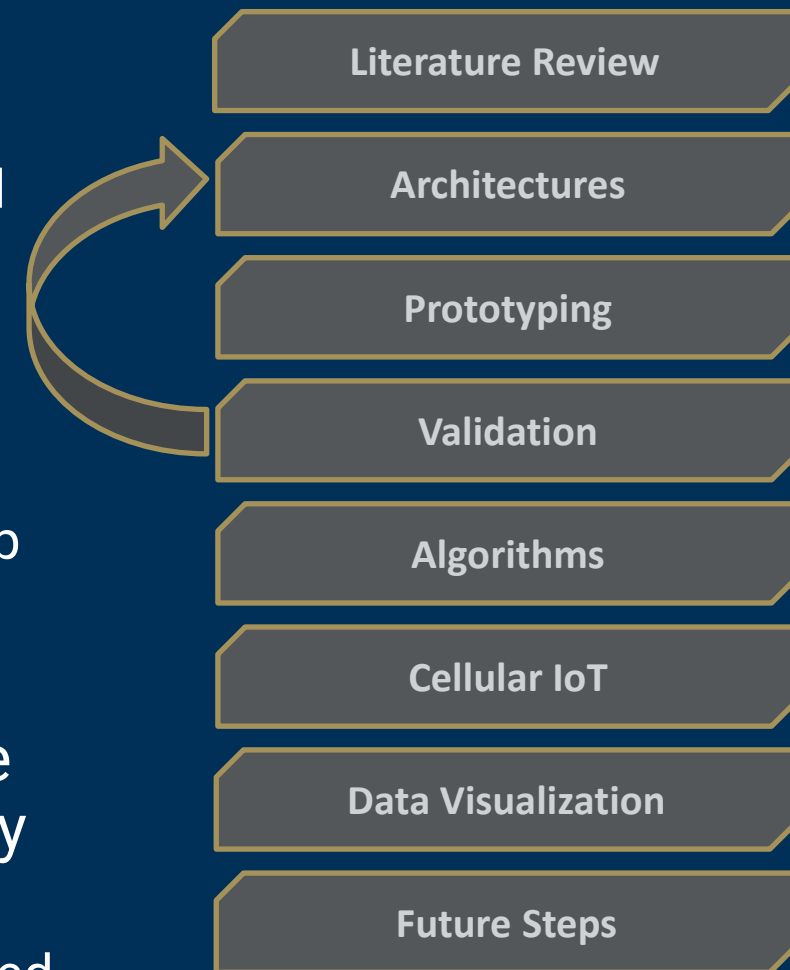 Literature Review
Architectures
Prototyping
Validation
Algorithms
Cellular IoT
Data Visualization
Future Steps